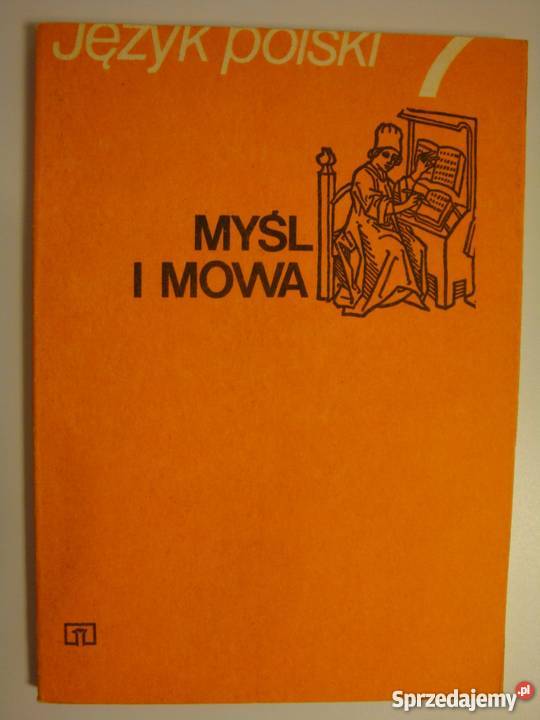 Język polski 7
MYŚL
I MOWA
Sprzedajemy.pl